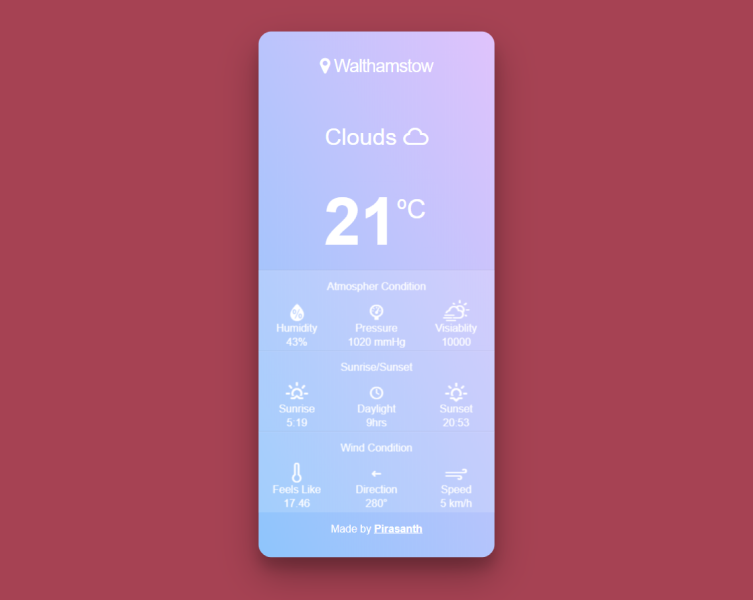 Walthamstow
Clouds
21°C
Atmospher Condition
Humidity Pressure Visiablity
43% 1020 mmHg 10000
Sunrise/Sunset
Sunrise Daylight Sunset
5:19 9hrs 20:53
Wind Condition
Feels Like Direction Speed
17.46 280° 5 km/h
Made by Pirasanth